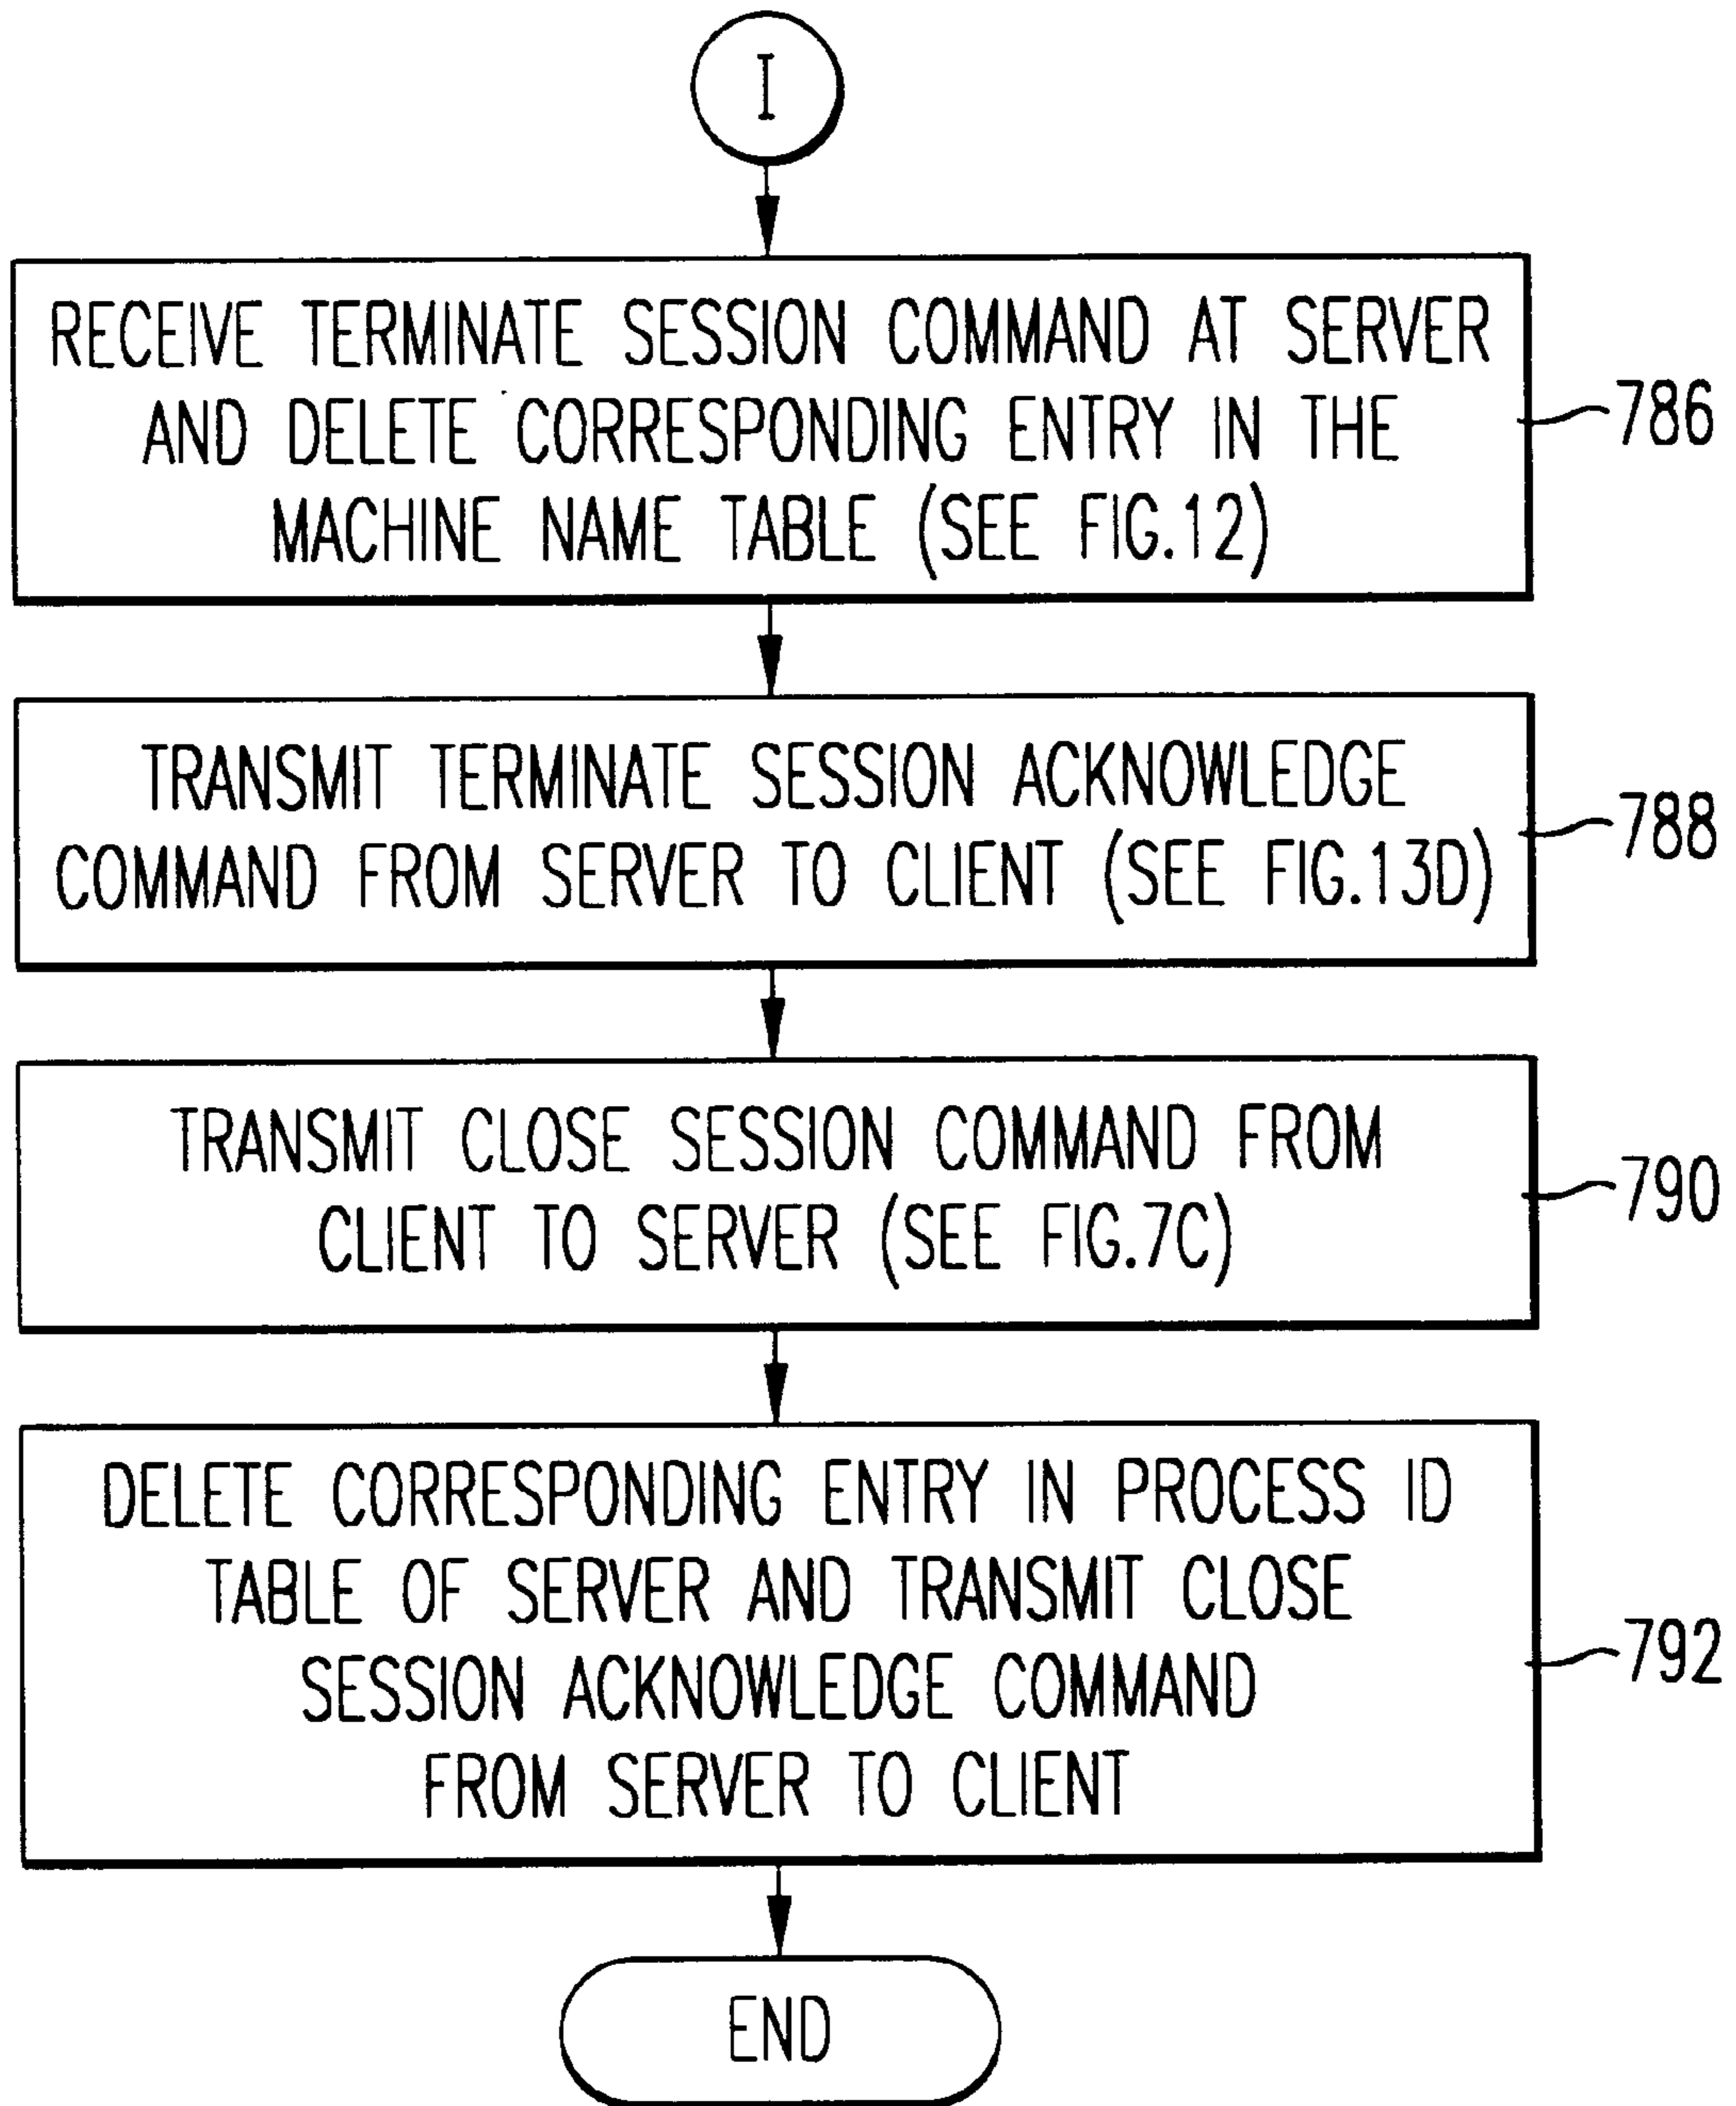 I
RECEIVE TERMINATE SESSION COMMAND AT SERVER
AND DELETE CORRESPONDING ENTRY IN THE
MACHINE NAME TABLE (SEE FIG.12)
786
TRANSMIT TERMINATE SESSION ACKNOWLEDGE
COMMAND FROM SERVER TO CLIENT (SEE FIG.13D)
788
TRANSMIT CLOSE SESSION COMMAND FROM
CLIENT TO SERVER (SEE FIG.7C)
790
DELETE CORRESPONDING ENTRY IN PROCESS ID
TABLE OF SERVER AND TRANSMIT CLOSE
SESSION ACKNOWLEDGE COMMAND
FROM SERVER TO CLIENT
792
END